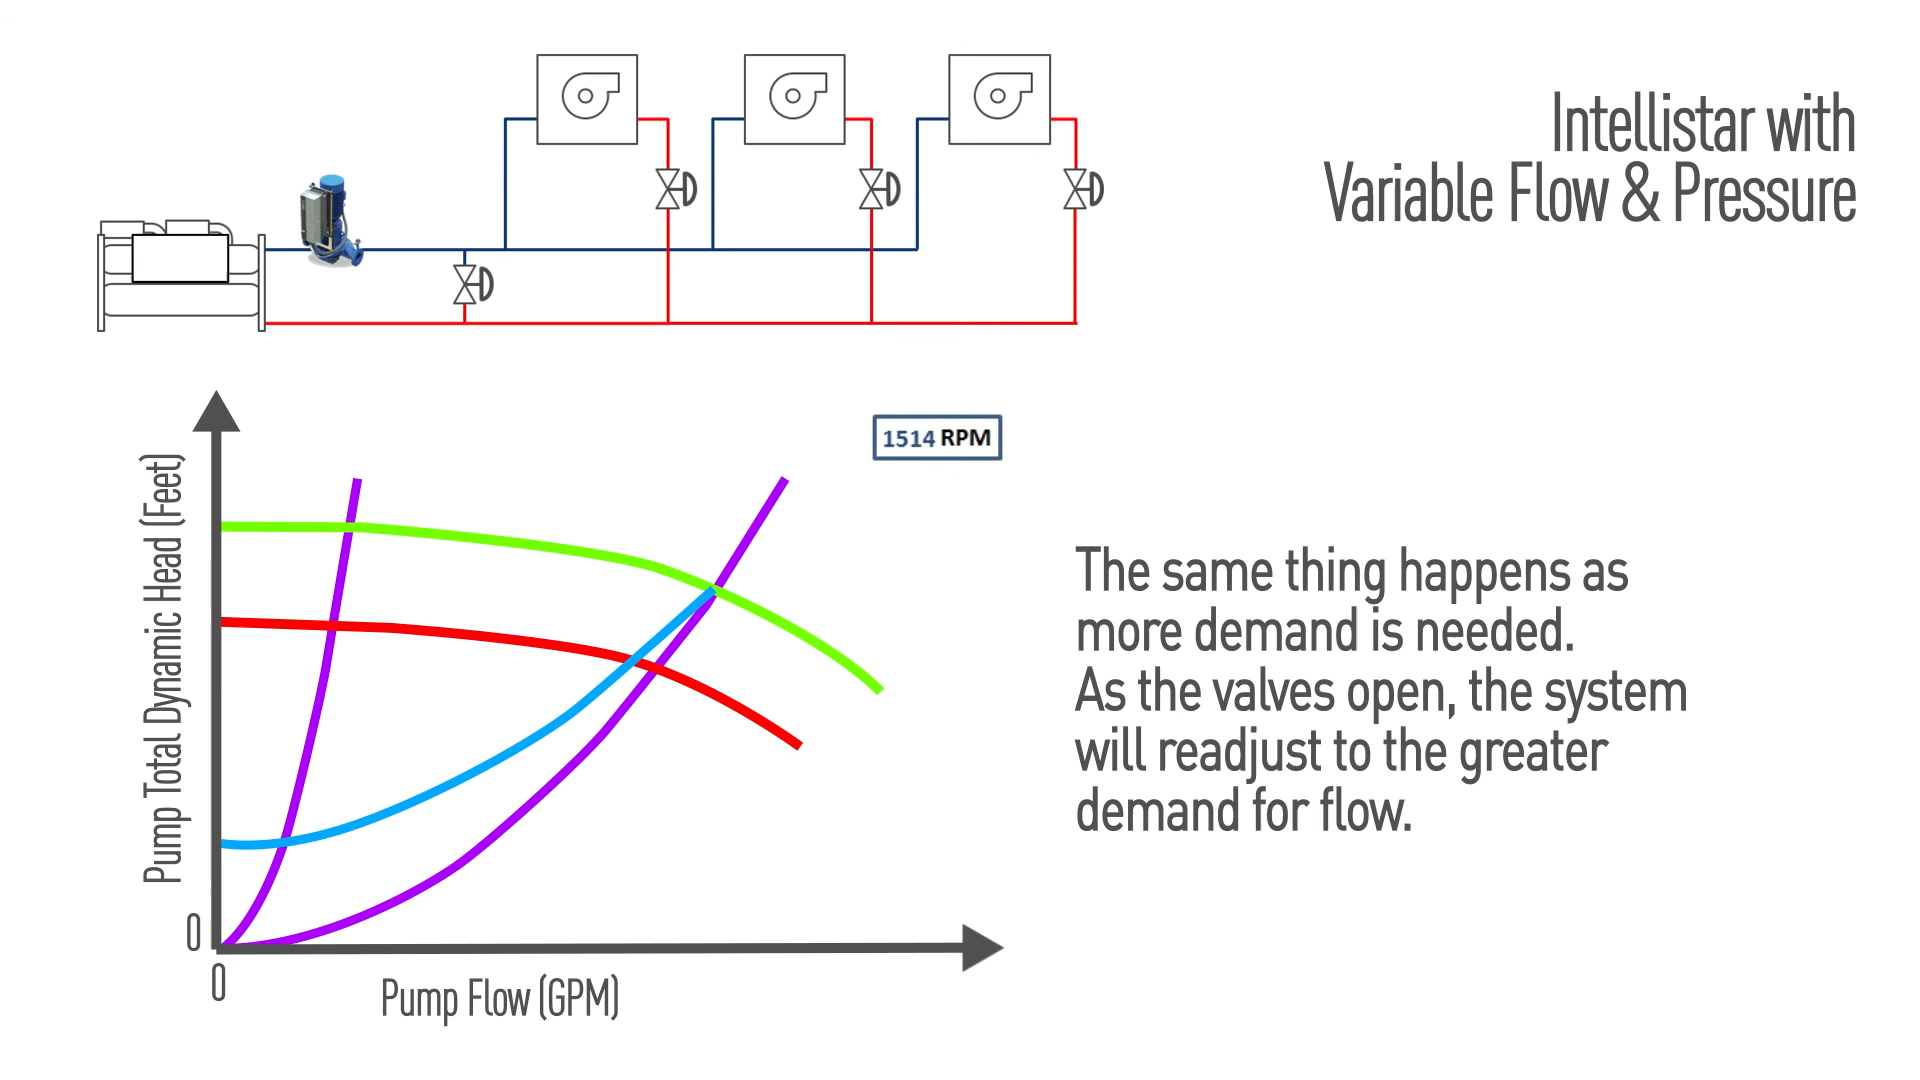 Intellistar with
Variable Flow & Pressure
1514 RPM
Pump Total Dynamic Head (Feet)
0
0
Pump Flow (GPM)
The same thing happens as
more demand is needed.
As the valves open, the system
will readjust to the greater
demand for flow.